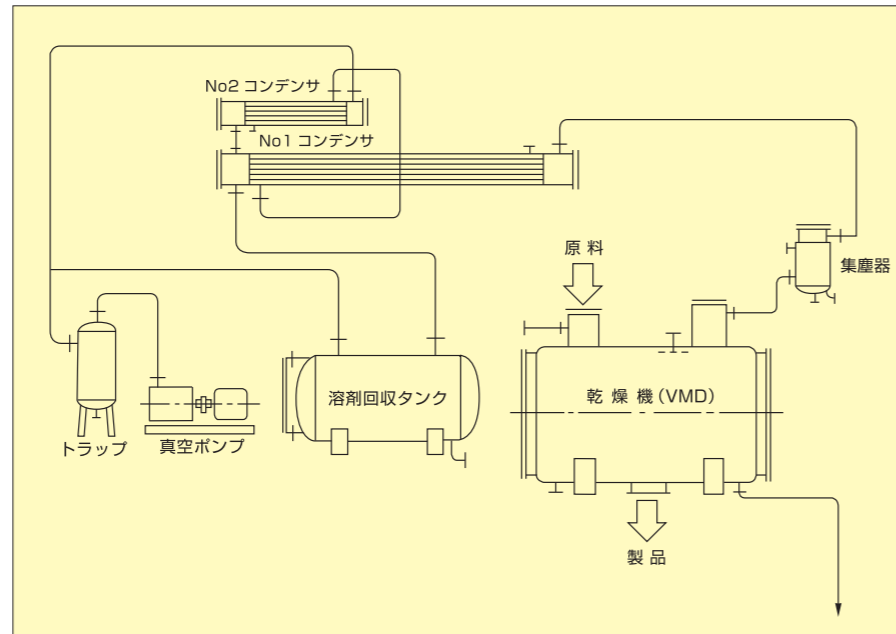 No2 コンデンサ
No1 コンデンサ
原 料
集塵器
溶剤回収タンク
乾 燥 機(VMD)
トラップ
真空ポンプ
製 品